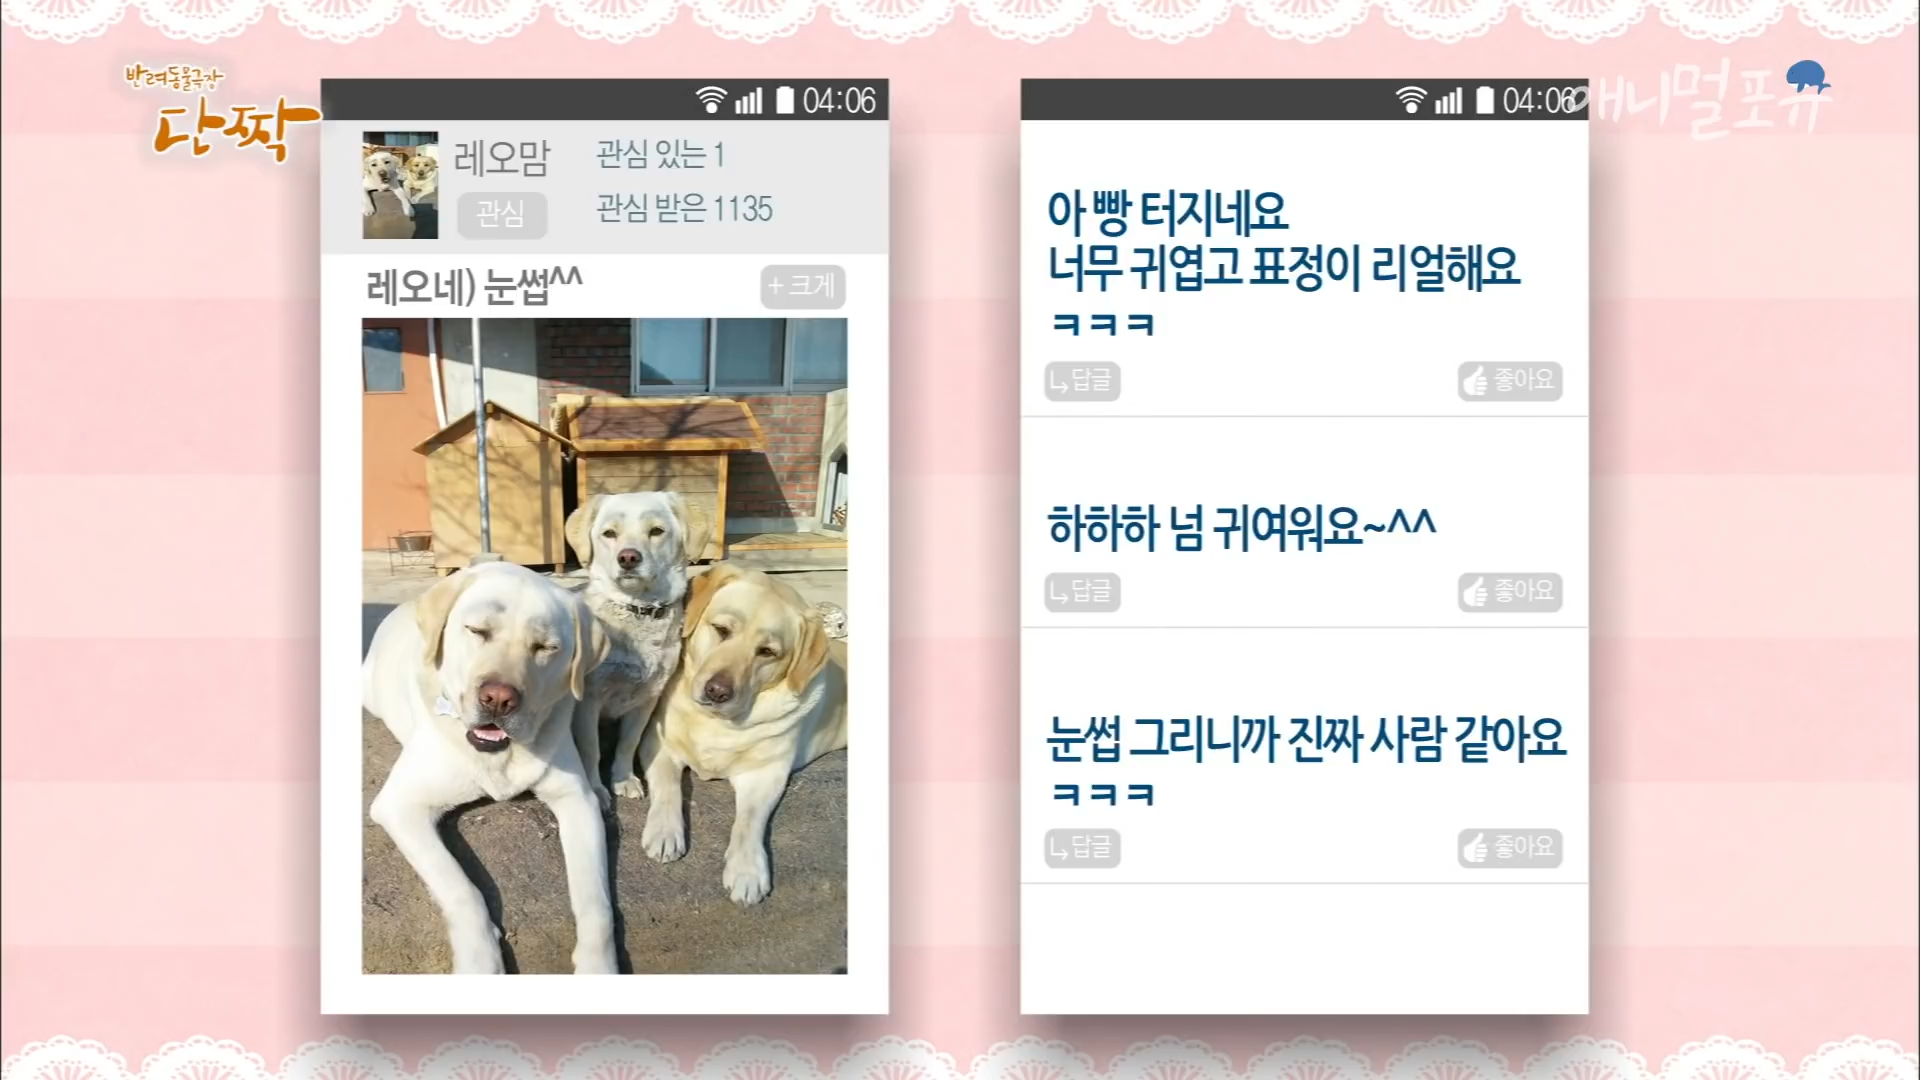 반려동물극장
단짝
04:06
레오맘
관심 있는 1
관심
관심 받은 1135
레오네) 눈썹^^
+ 크게
04:06
애니멀포유
아 빵 터지네요
너무 귀엽고 표정이 리얼해요
ㅋㅋㅋ
답글
좋아요
하하하 넘 귀여워요~^^
답글
좋아요
눈썹 그리니까 진짜 사람 같아요
ㅋㅋㅋ
답글
좋아요